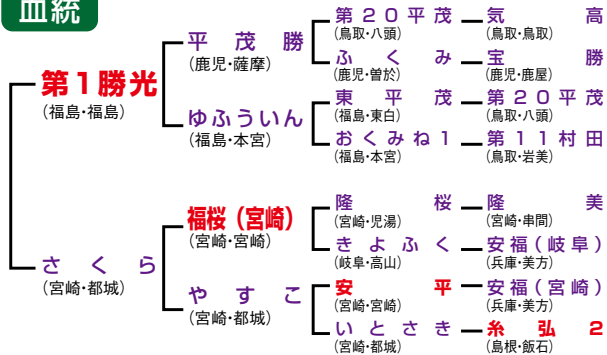 血統
第20平茂 気高
(鳥取・八頭) (鳥取・鳥取)
平茂勝
(鹿児・薩摩)
ふくみ 宝勝
(鹿児・曽於) (鹿児・鹿屋)
第1勝光
(福島・福島)
東平茂 第20平茂
(福島・東白) (鳥取・八頭)
ゆふういん
(福島・本宮)
おくみね1 第11村田
(福島・本宮) (鳥取・岩美)
隆桜 隆美
(宮崎・児湯) (宮崎・串間)
福桜(宮崎)
(宮崎・宮崎)
きよふく 安福(岐阜)
(岐阜・高山) (兵庫・美方)
さくら
(宮崎・都城)
安平 安福(宮崎)
(宮崎・宮崎) (兵庫・美方)
やすこ
(宮崎・都城)
いとさき 糸弘2
(宮崎・都城) (島根・飯石)